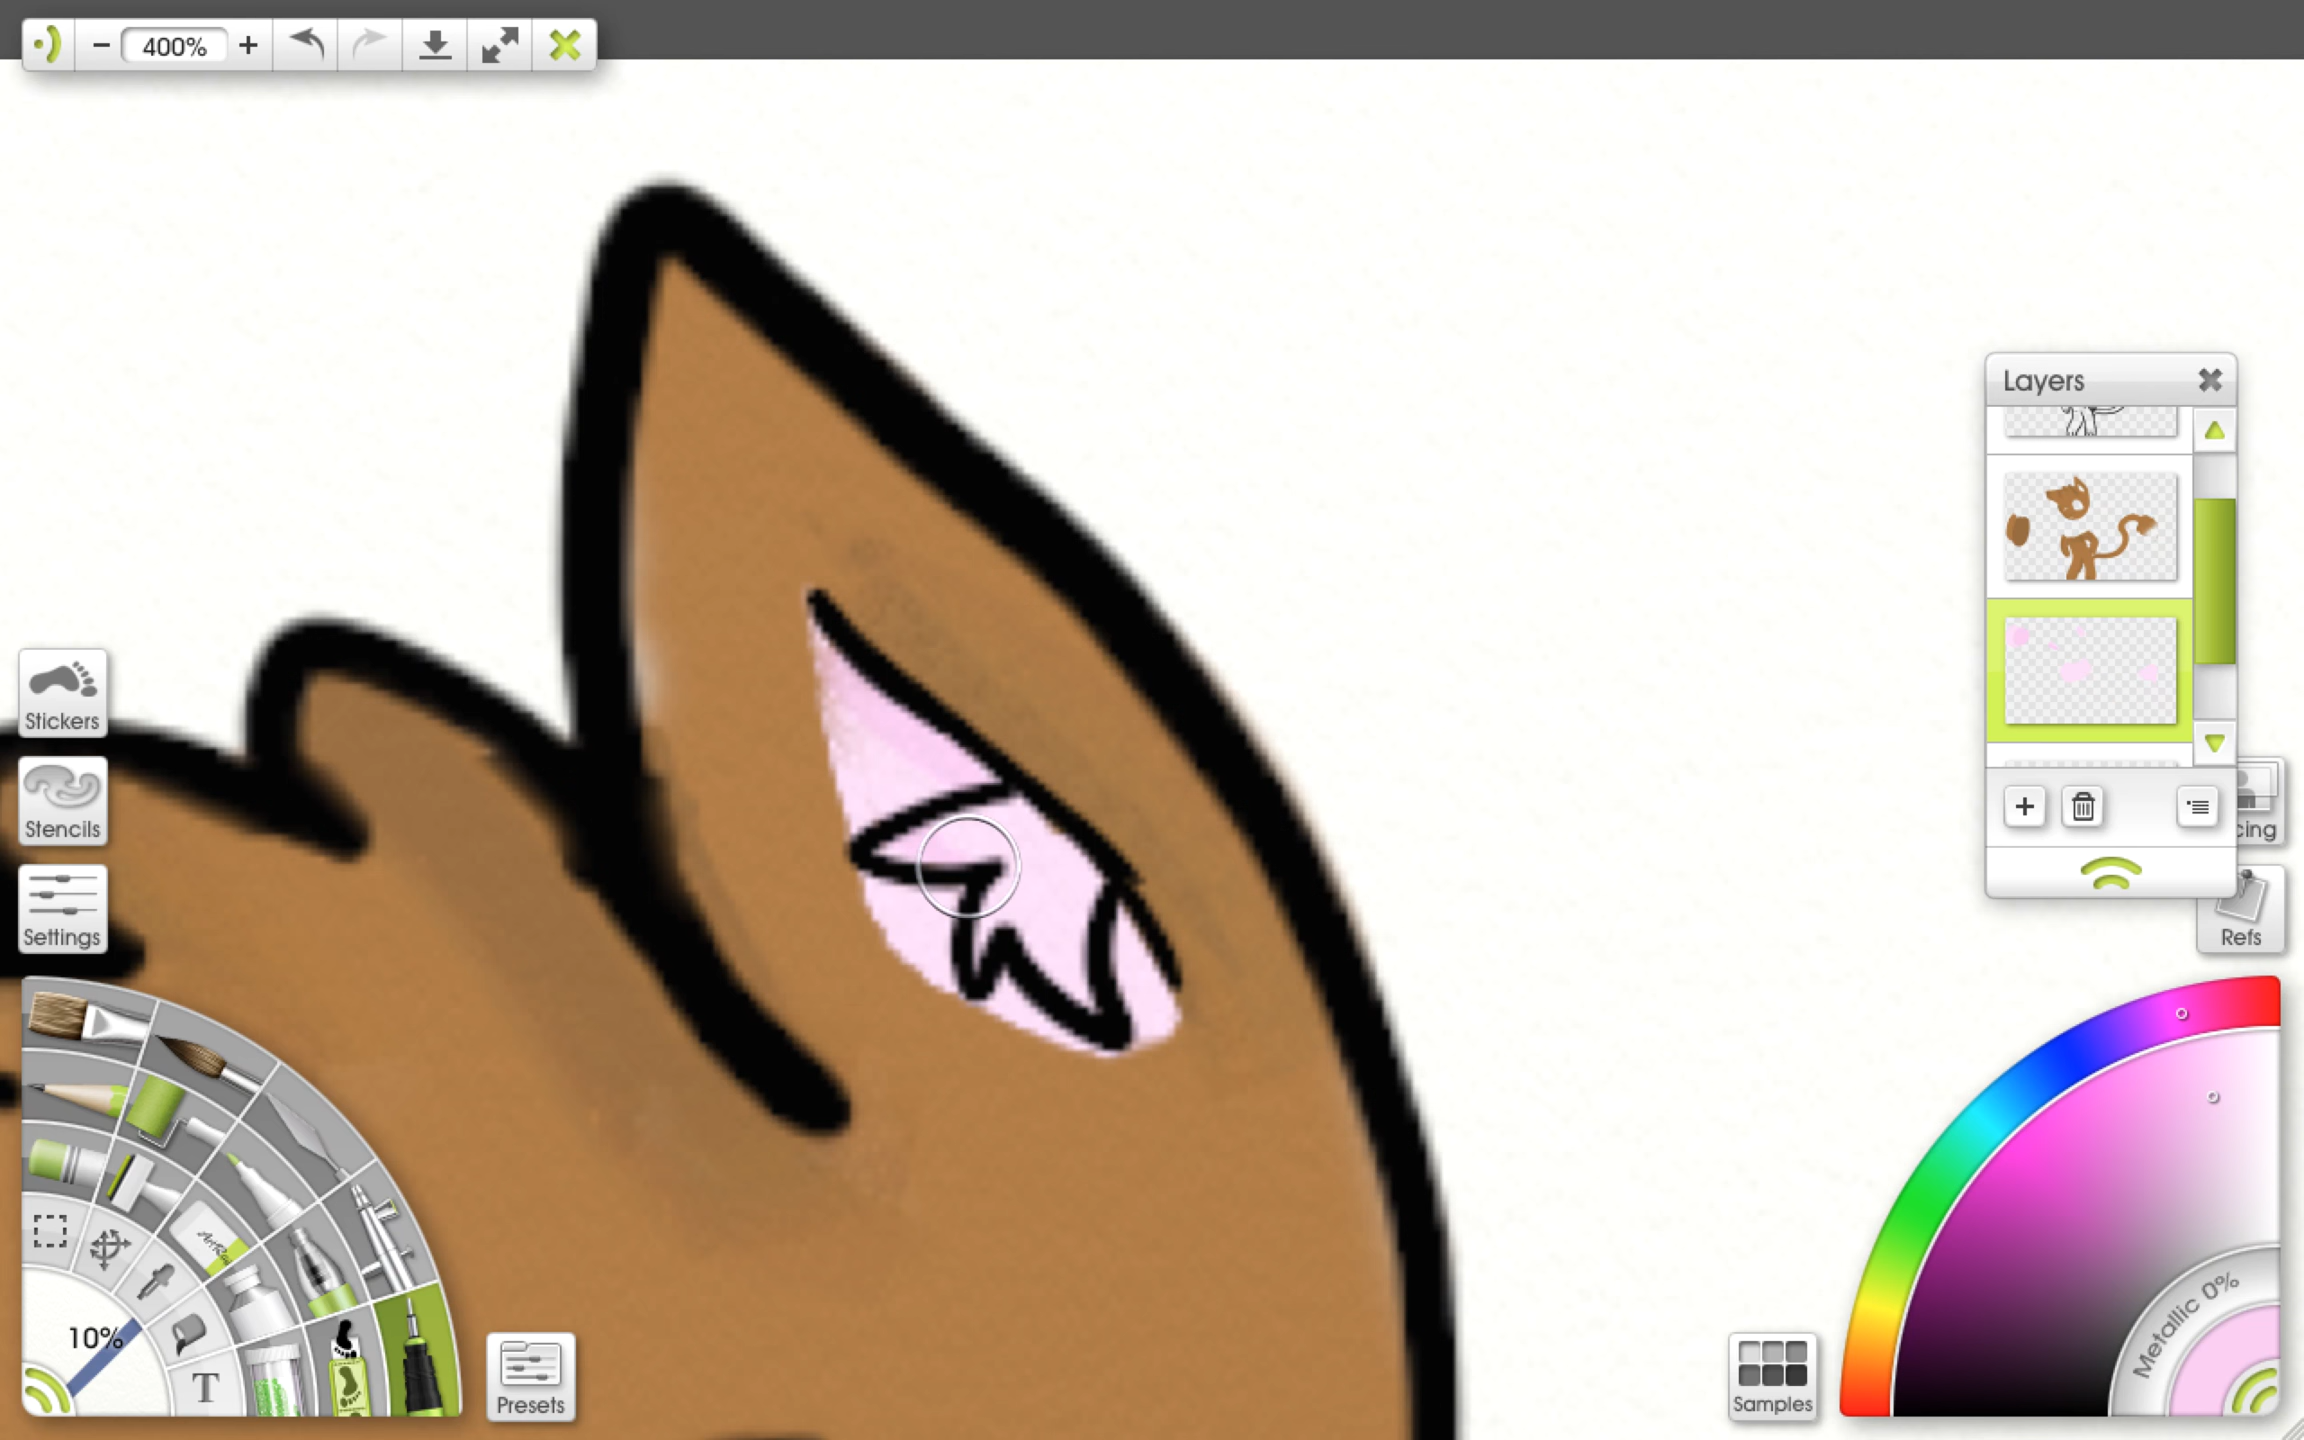 400%
Layers
Stickers
Stencils
cing
Settings
Refs
10%
T
Presets
Metallic 0%
Samples